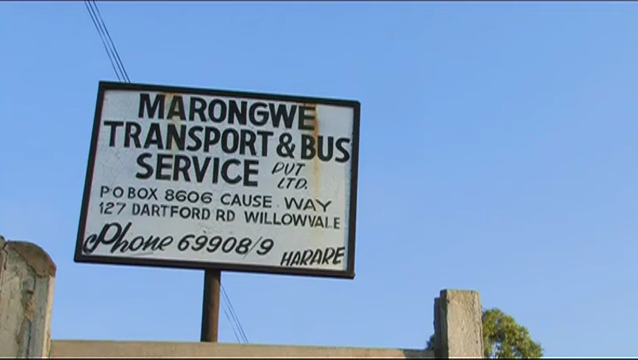 MARONGWE
TRANSPORT & BUS
SERVICE PVT LTD.
P O BOX 8606 CAUSE WAY
127 DARTFORD RD WILLOWVALE
Phone 69908/9 HARARE